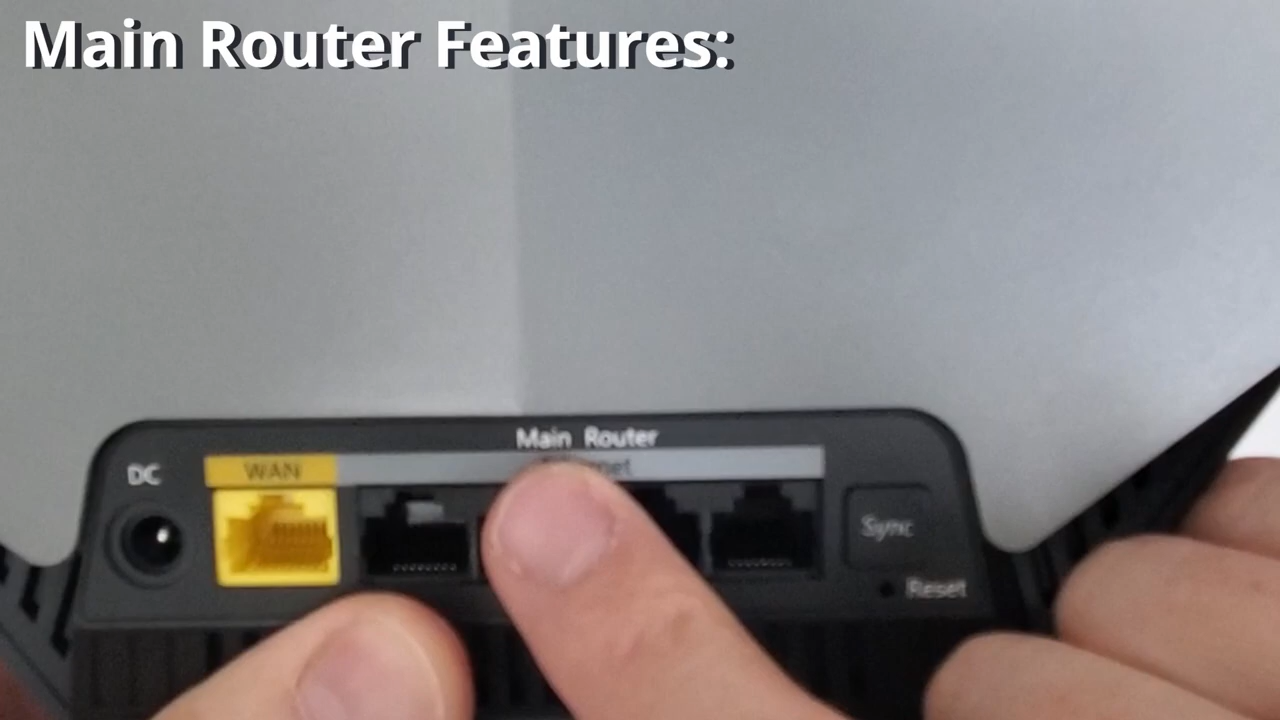 Main Router Features:
Main Router
DC
WAN
Sync
Reset